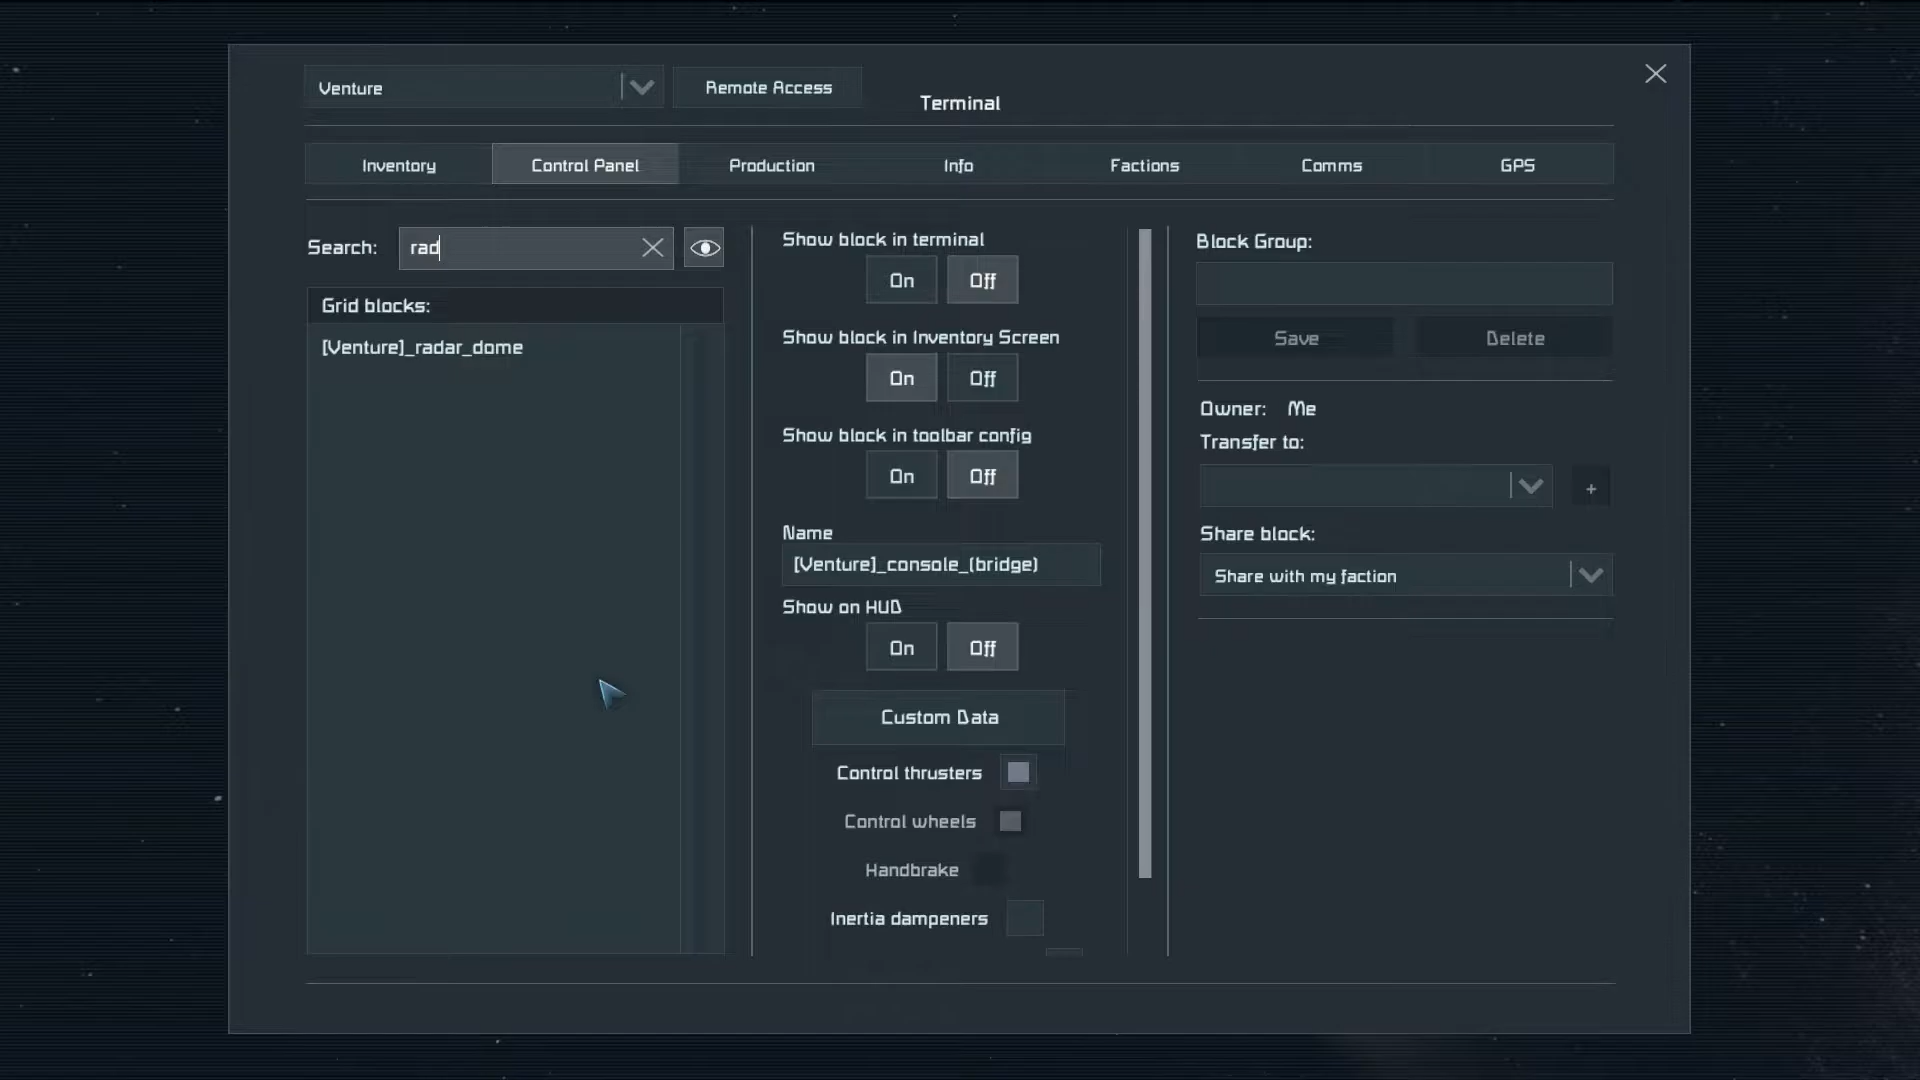 Venture
Remote Access
Terminal
Inventory
Control Panel
Production
Info
Factions
Comms
GPS
Search:
rad
Grid blocks:
[Venture]_radar_dome
Show block in terminal
On
Off
Show block in Inventory Screen
On
Off
Show block in toolbar config
On
Off
Name
[Venture]_console_(bridge)
Show on HUD
On
Off
Custom Data
Control thrusters
Control wheels
Handbrake
Inertia dampeners
Block Group:
Save
Delete
Owner: Me
Transfer to:
+
Share block:
Share with my faction